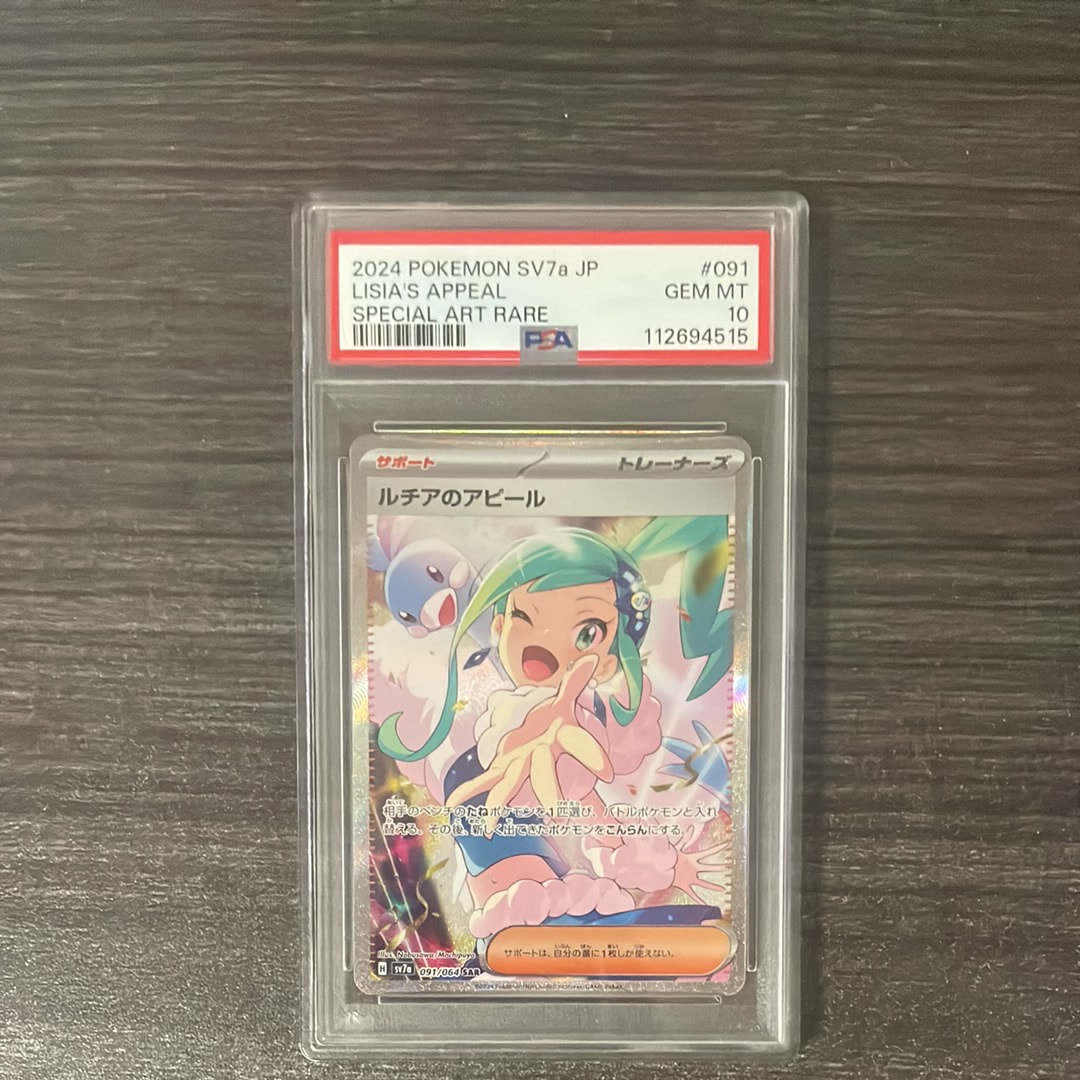 2024 POKEMON SV7a JP #091
LISIA'S APPEAL GEM MT
SPECIAL ART RARE 10
PSA 112694515
サポート トレーナーズ
ルチアのアピール
相手のベンチのたねポケモンを1匹選び、バトルポケモンと入れ
替える。その後、新しく出てきたポケモンをこんらんにする。
サポートは、自分の番に1枚しか使えない。
Illus. Nobusawa/Mochipuyo
H sv7a 091/064 SAR